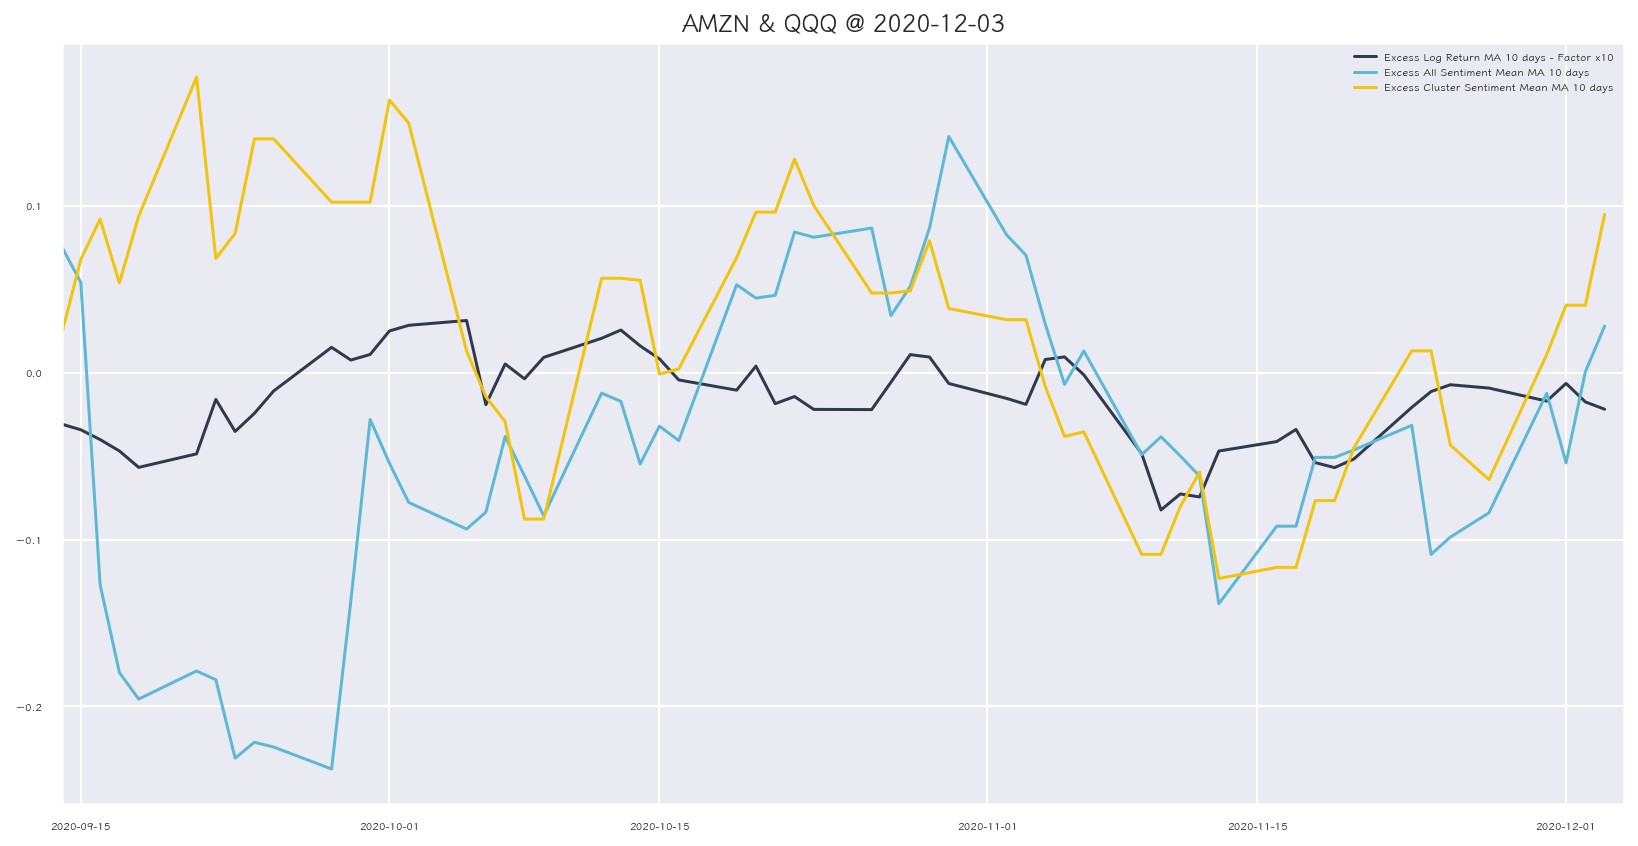 AMZN & QQQ @ 2020-12-03
Excess Log Return MA 10 days - Factor x10
Excess All Sentiment Mean MA 10 days
Excess Cluster Sentiment Mean MA 10 days
0.1
0.0
−0.1
−0.2
2020-09-15 2020-10-01 2020-10-15 2020-11-01 2020-11-15 2020-12-01